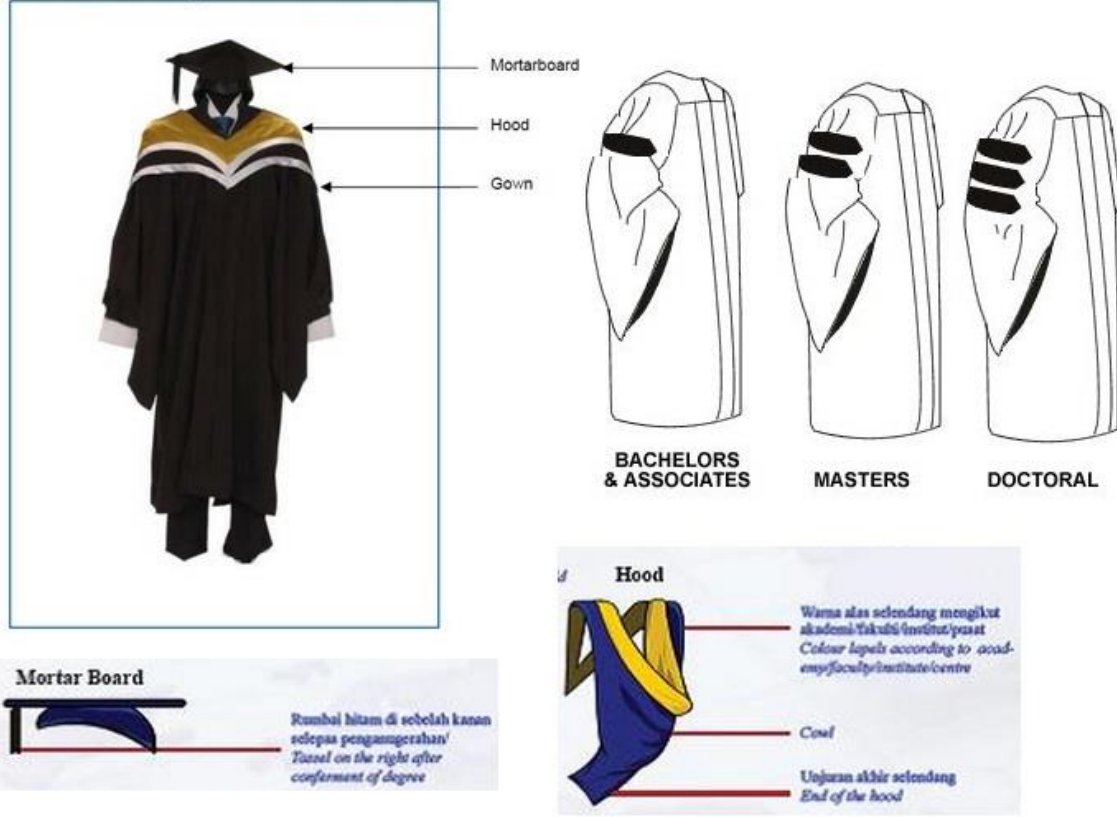 Mortarboard
Hood
Gown
BACHELORS
& ASSOCIATES
MASTERS
DOCTORAL
Mortar Board
Rumbai hitam di sebelah kanan
selepas penganugerahan/
Tassel on the right after
conferment of degree
Hood
Warna alas selendang mengikut
akademi/fakulti/institut/pusat
Colour lapels according to acad-
emy/faculty/institute/centre
Cowl
Unjuran akhir selendang
End of the hood